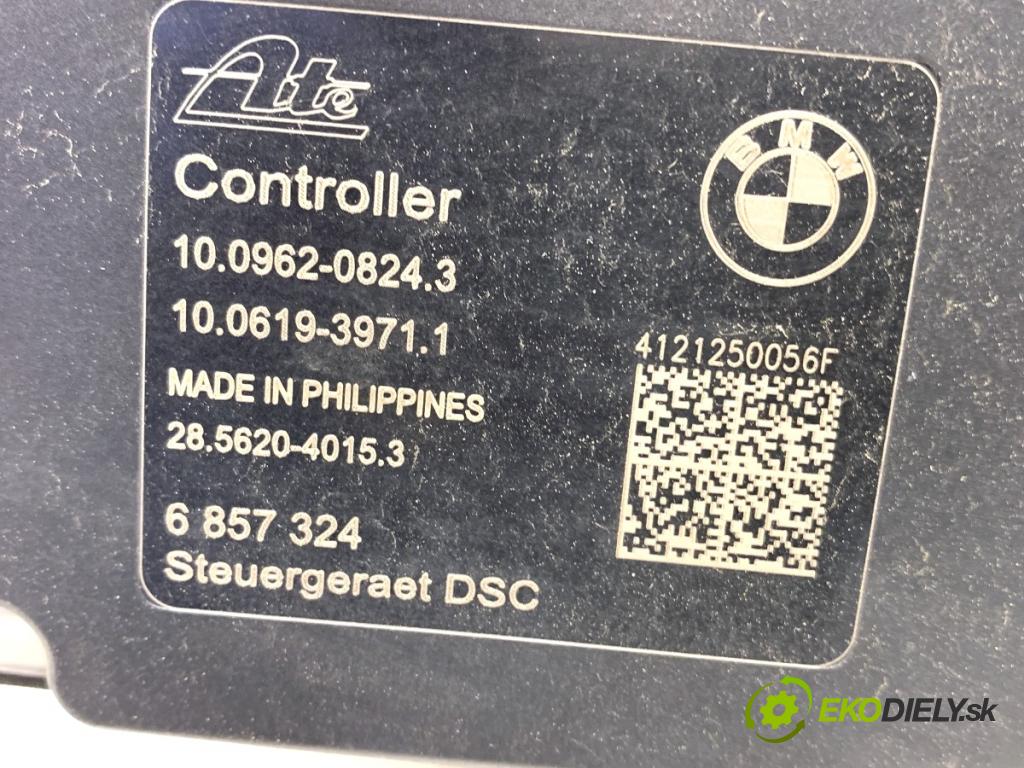 Ate
BMW
Controller
10.0962-0824.3
10.0619-3971.1
4121250056F
MADE IN PHILIPPINES
28.5620-4015.3
6 857 324
Steuergeraet DSC
EKODIELY.sk